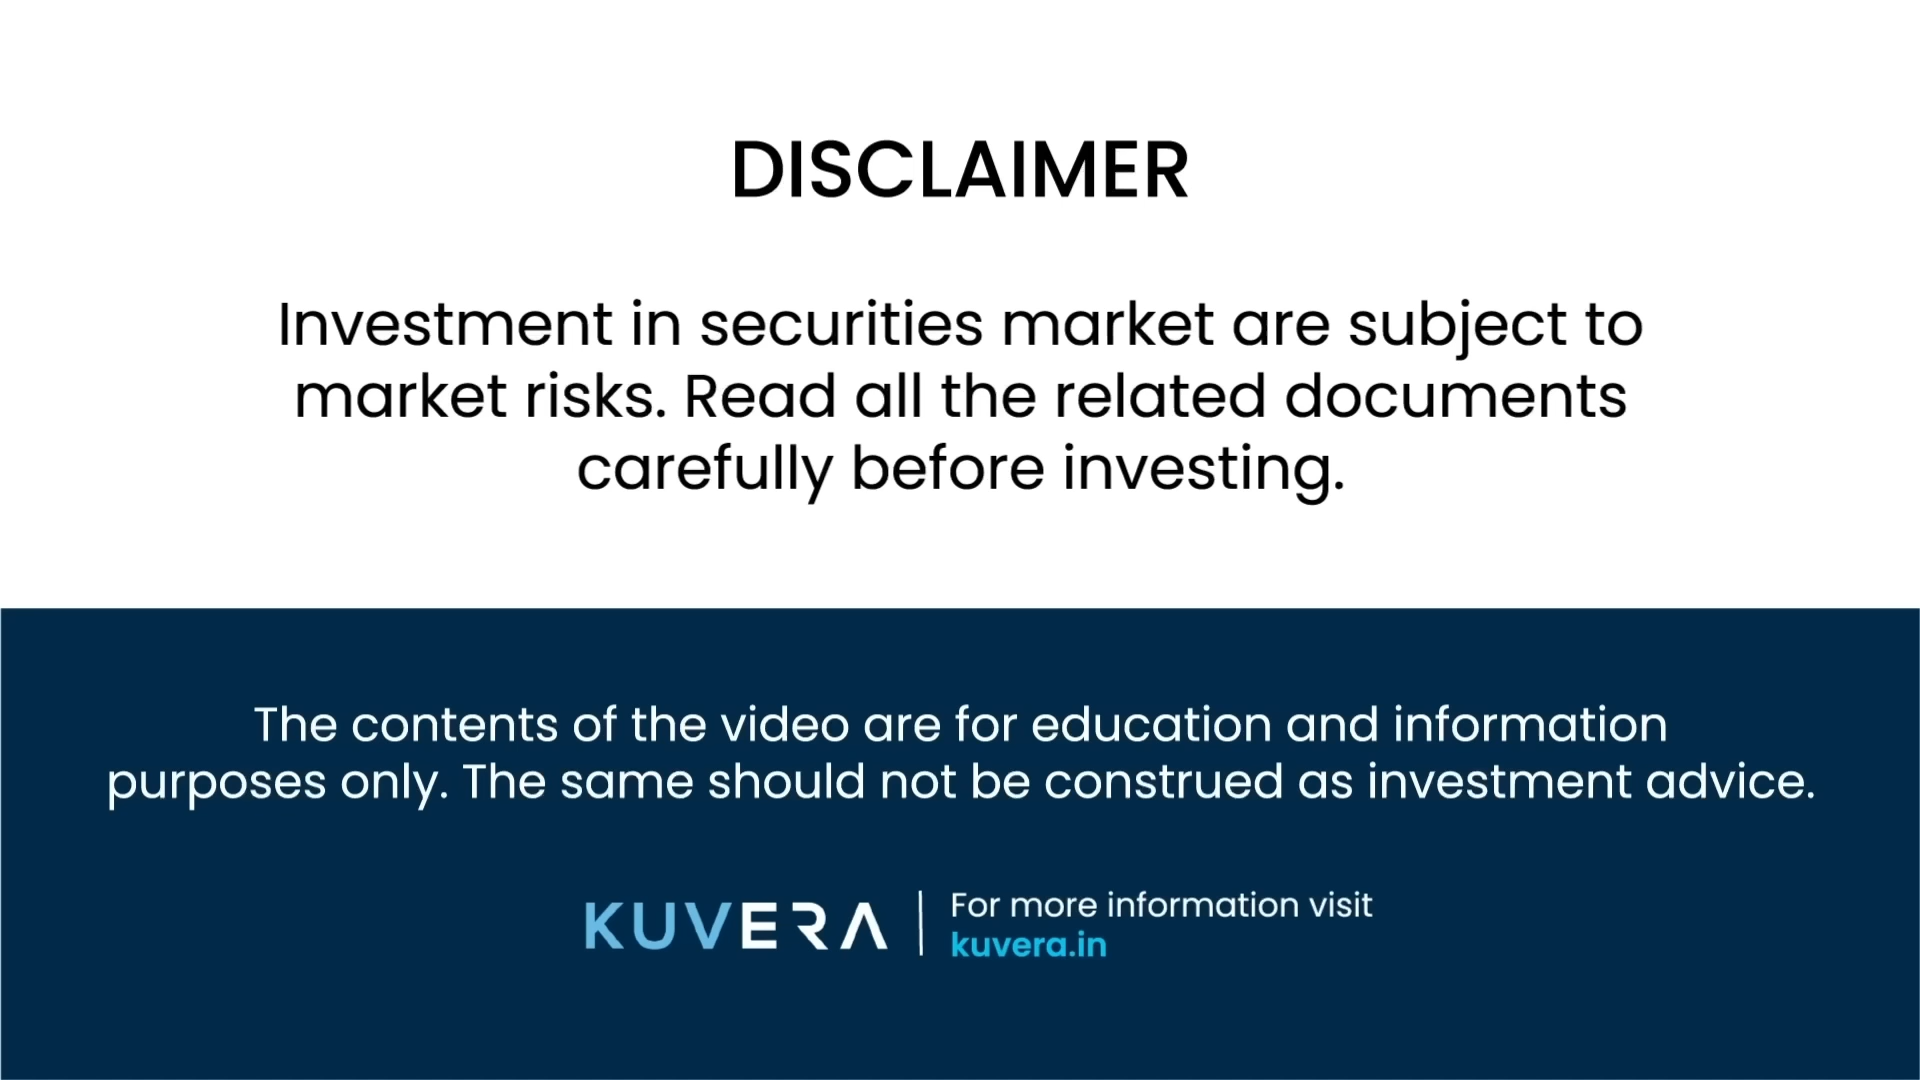 DISCLAIMER
Investment in securities market are subject to
market risks. Read all the related documents
carefully before investing.
The contents of the video are for education and information
purposes only. The same should not be construed as investment advice.
KUVERA
For more information visit
kuvera.in